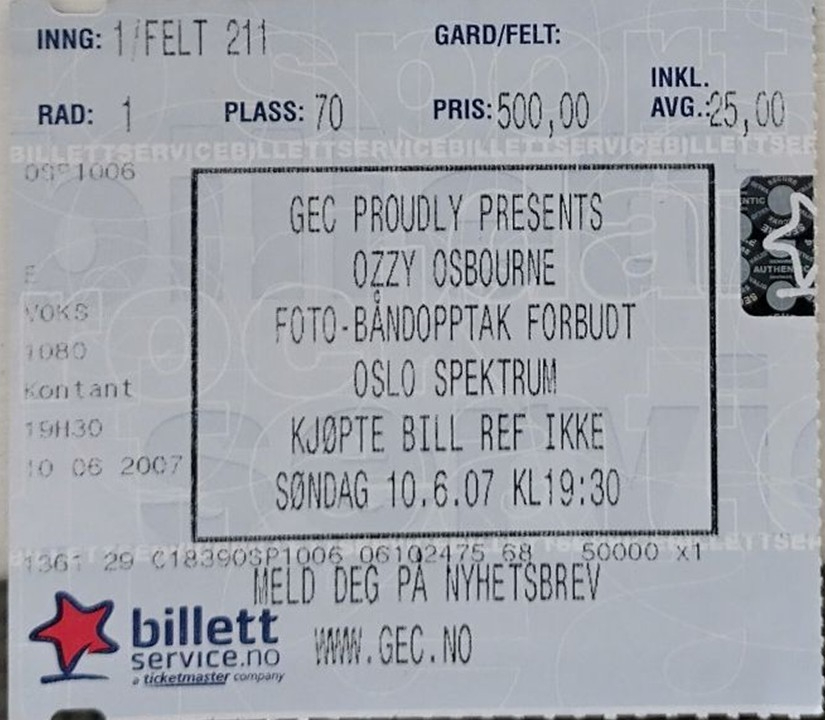 INNG: 1/FELT 211 GARD/FELT:
RAD: 1 PLASS: 70 PRIS: 500,00 INKL. AVG.: 25,00
BILLETTSERVICEBILLETTSERVICEBILLETTSERVICEBILLETTSE
OSP1006
GEC PROUDLY PRESENTS
OZZY OSBOURNE
FOTO-BÅNDOPPTAK FORBUDT
OSLO SPEKTRUM
KJØPTE BILL REF IKKE
SØNDAG 10.6.07 KL19:30
VOKS
1080
Kontant
19H30
10 06 2007
AUTHENTIC
1361 29 C18390SP1006 06102475 68 50000 x1
MELD DEG PÅ NYHETSBREV
WWW.GEC.NO
billett
service.no
a ticketmaster company